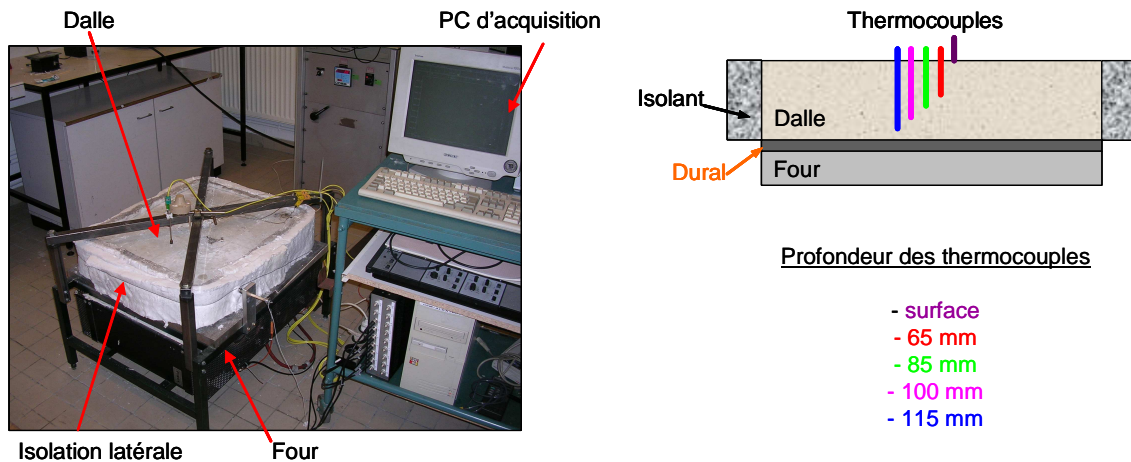 Dalle
PC d'acquisition
Isolation latérale
Four
Thermocouples
Isolant
Dalle
Dural
Four
Profondeur des thermocouples
- surface
- 65 mm
- 85 mm
- 100 mm
- 115 mm